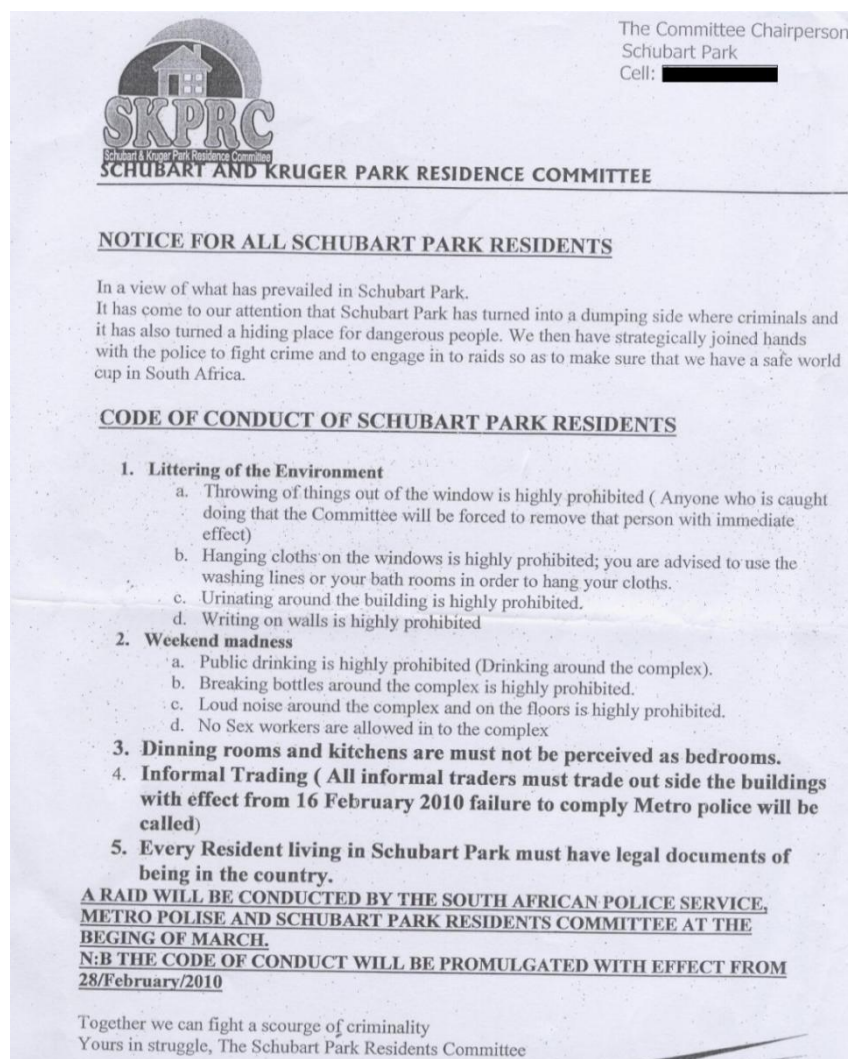 The Committee Chairperson
Schubart Park
Cell:
SKPRC
Schubart & Kruger Park Residence Committee
SCHUBART AND KRUGER PARK RESIDENCE COMMITTEE
NOTICE FOR ALL SCHUBART PARK RESIDENTS
In a view of what has prevailed in Schubart Park.
It has come to our attention that Schubart Park has turned into a dumping side where criminals and
it has also turned a hiding place for dangerous people. We then have strategically joined hands
with the police to fight crime and to engage in to raids so as to make sure that we have a safe world
cup in South Africa.
CODE OF CONDUCT OF SCHUBART PARK RESIDENTS
1. Littering of the Environment
a. Throwing of things out of the window is highly prohibited ( Anyone who is caught
doing that the Committee will be forced to remove that person with immediate
effect)
b. Hanging cloths on the windows is highly prohibited; you are advised to use the
washing lines or your bath rooms in order to hang your cloths.
c. Urinating around the building is highly prohibited.
d. Writing on walls is highly prohibited
2. Weekend madness
a. Public drinking is highly prohibited (Drinking around the complex).
b. Breaking bottles around the complex is highly prohibited.
c. Loud noise around the complex and on the floors is highly prohibited.
d. No Sex workers are allowed in to the complex
3. Dinning rooms and kitchens are must not be perceived as bedrooms.
4. Informal Trading ( All informal traders must trade out side the buildings
with effect from 16 February 2010 failure to comply Metro police will be
called)
5. Every Resident living in Schubart Park must have legal documents of
being in the country.
A RAID WILL BE CONDUCTED BY THE SOUTH AFRICAN POLICE SERVICE,
METRO POLISE AND SCHUBART PARK RESIDENTS COMMITTEE AT THE
BEGING OF MARCH.
N:B THE CODE OF CONDUCT WILL BE PROMULGATED WITH EFFECT FROM
28/February/2010
Together we can fight a scourge of criminality
Yours in struggle, The Schubart Park Residents Committee